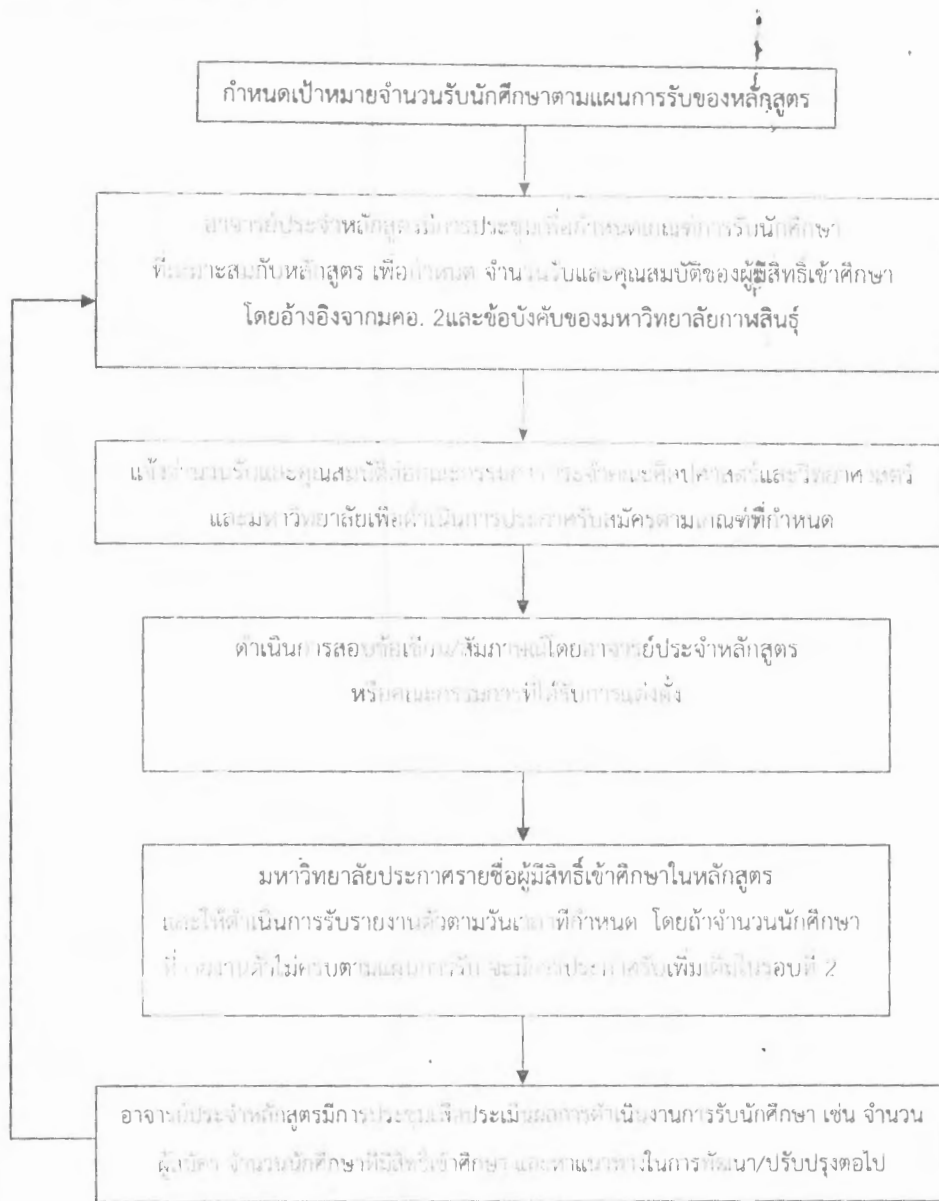 กำหนดเป้าหมายจำนวนรับนักศึกษาตามแผนการรับของหลักสูตร
อาจารย์ประจำหลักสูตรมีการประชุมเพื่อกำหนดเกณฑ์การรับนักศึกษา
ที่เหมาะสมกับหลักสูตร เพื่อกำหนด จำนวนรับและคุณสมบัติของผู้มีสิทธิ์เข้าศึกษา
โดยอ้างอิงจากมคอ. 2และข้อบังคับของมหาวิทยาลัยกาฬสินธุ์
แจ้งจำนวนรับและคุณสมบัติต่อคณะกรรมการประจำคณะศิลปศาสตร์และวิทยาศาสตร์
และมหาวิทยาลัยเพื่อดำเนินการประกาศรับสมัครตามเกณฑ์ที่กำหนด
ดำเนินการสอบข้อเขียน/สัมภาษณ์โดยอาจารย์ประจำหลักสูตร
หรือคณะกรรมการที่ได้รับการแต่งตั้ง
มหาวิทยาลัยประกาศรายชื่อผู้มีสิทธิ์เข้าศึกษาในหลักสูตร
และให้ดำเนินการรับรายงานตัวตามวันเวลาที่กำหนด โดยถ้าจำนวนนักศึกษา
ที่รายงานตัวไม่ครบตามแผนการรับ จะมีการประกาศรับเพิ่มเติมในรอบที่ 2
อาจารย์ประจำหลักสูตรมีการประชุมเพื่อประเมินผลการดำเนินงานการรับนักศึกษา เช่น จำนวน
ผู้สมัคร จำนวนนักศึกษาที่มีสิทธิ์เข้าศึกษา และหาแนวทางในการพัฒนา/ปรับปรุงต่อไป